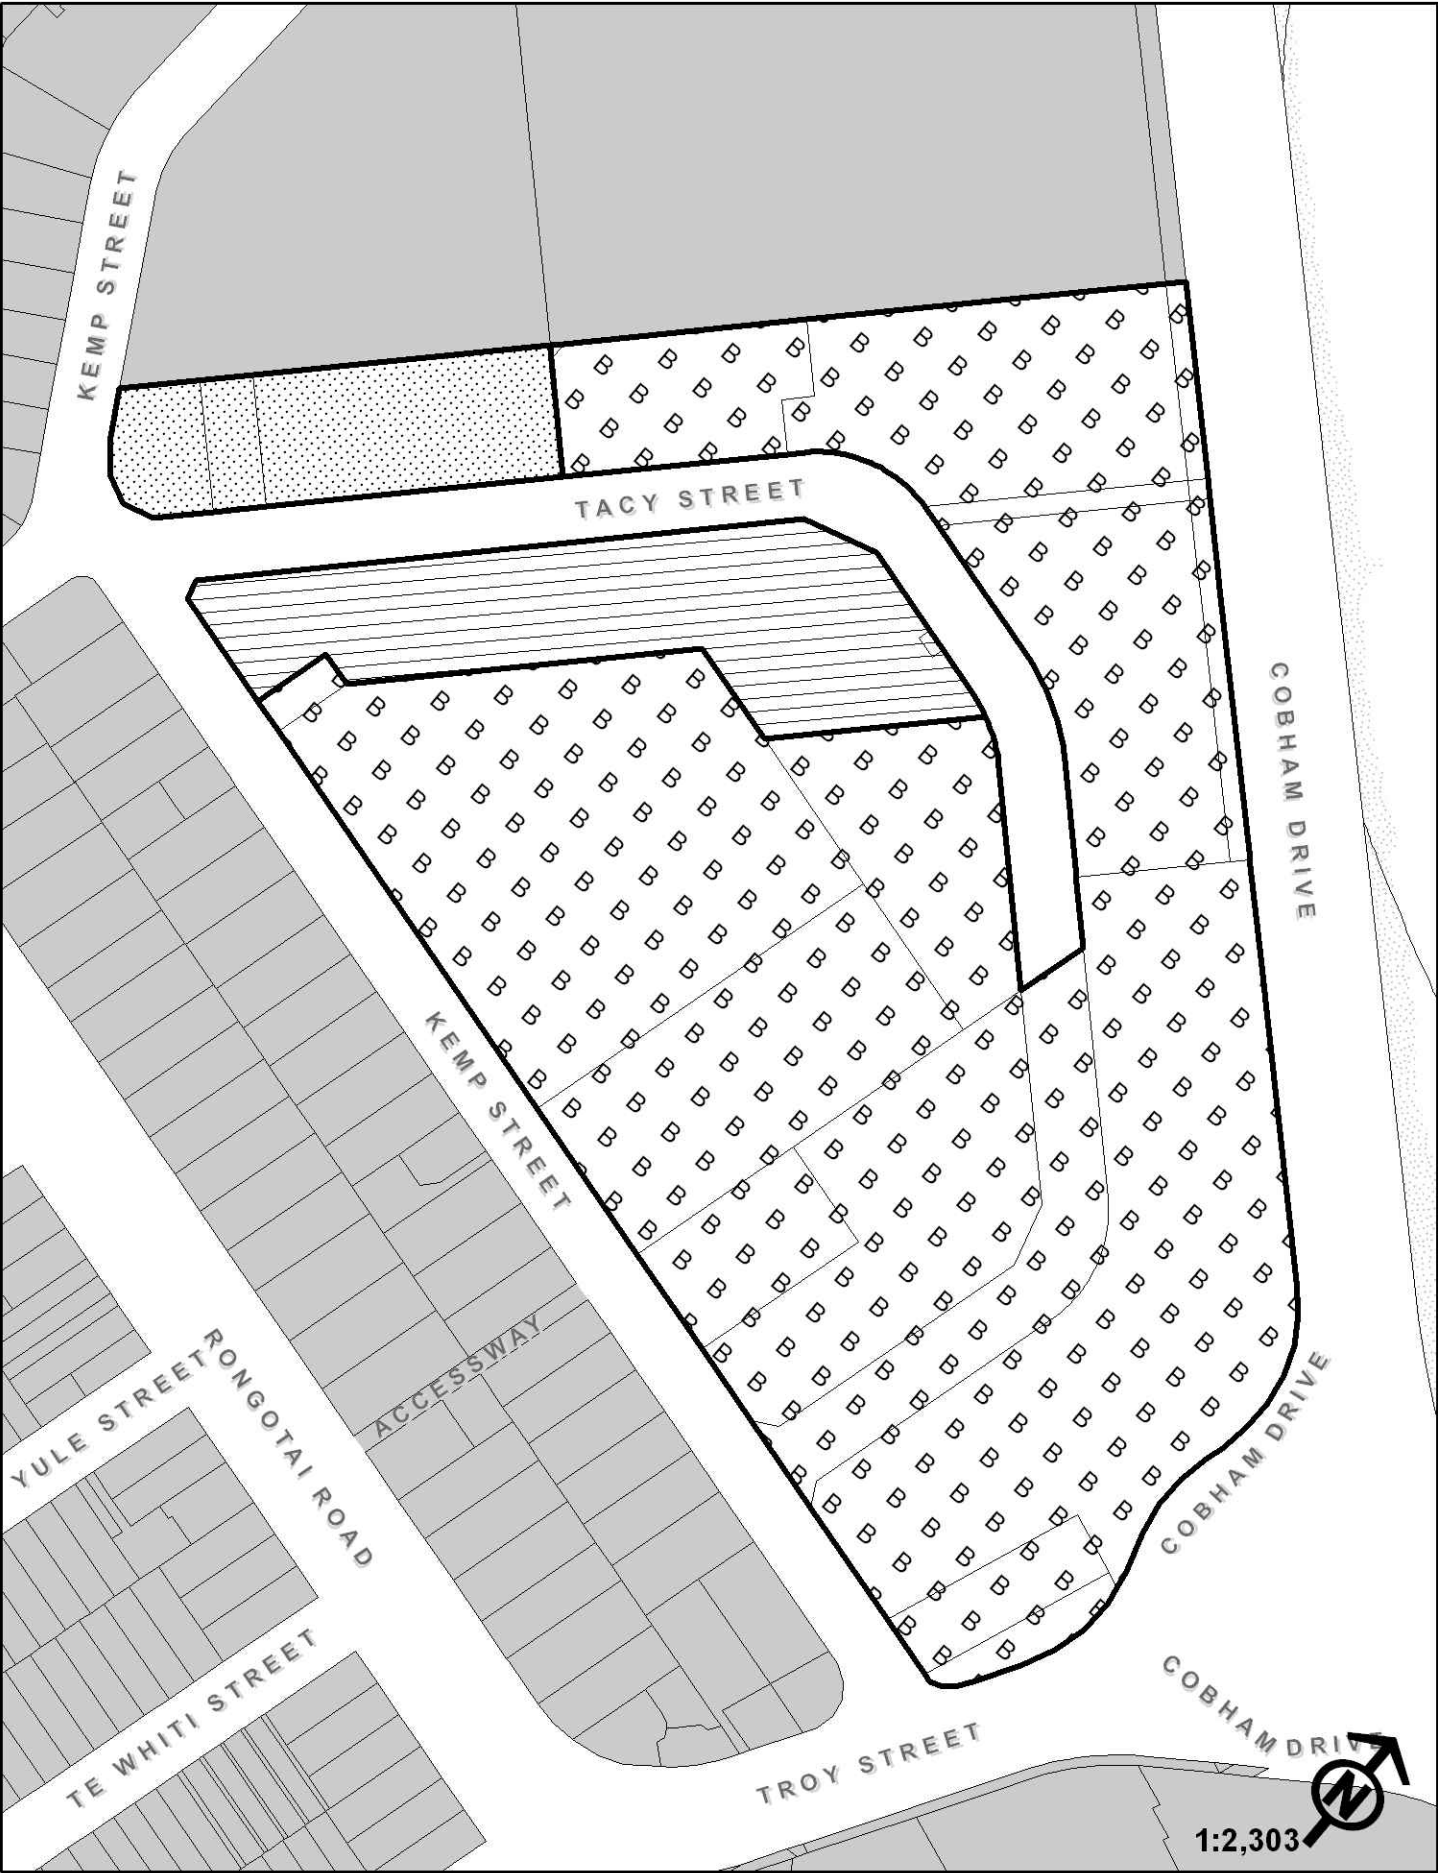 KEMP STREET
TACY STREET
COBHAM DRIVE
KEMP STREET
ACCESSWAY
YULE STREET
RONGOTAI ROAD
COBHAM DRIVE
TE WHITI STREET
COBHAM DRIVE
TROY STREET
N
1:2,303